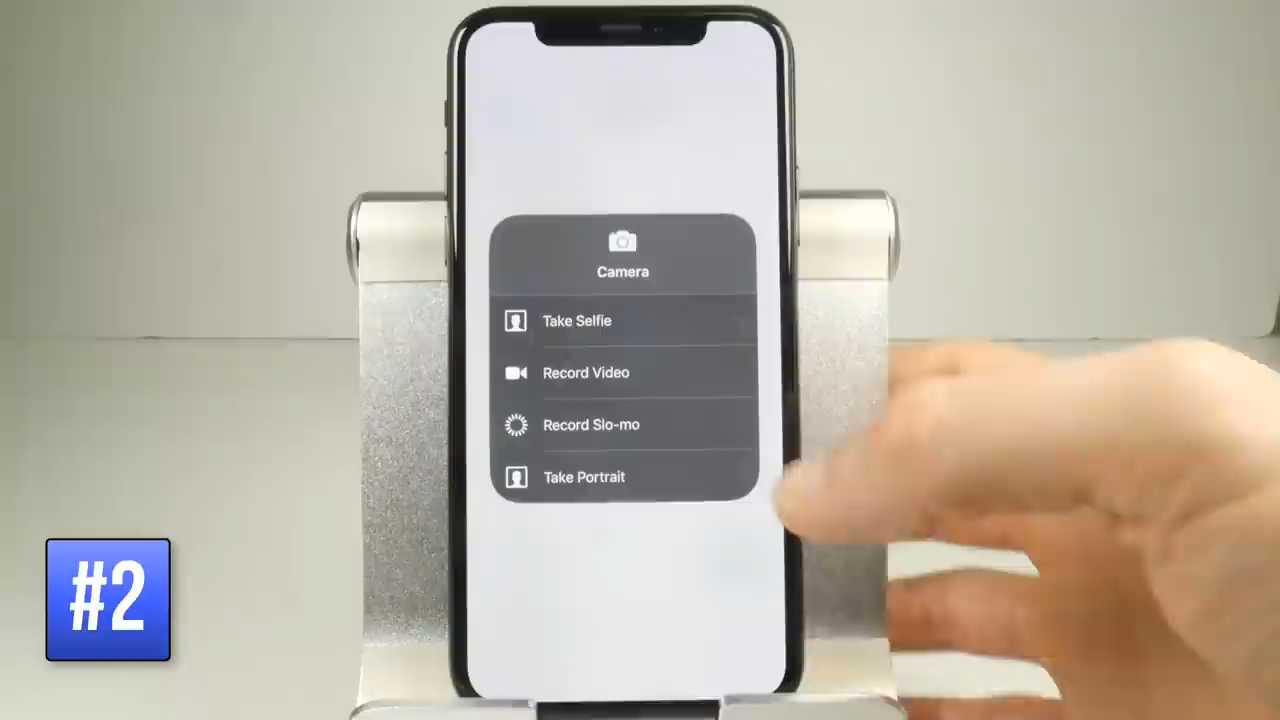 Camera
Take Selfie
Record Video
Record Slo-mo
Take Portrait
#2